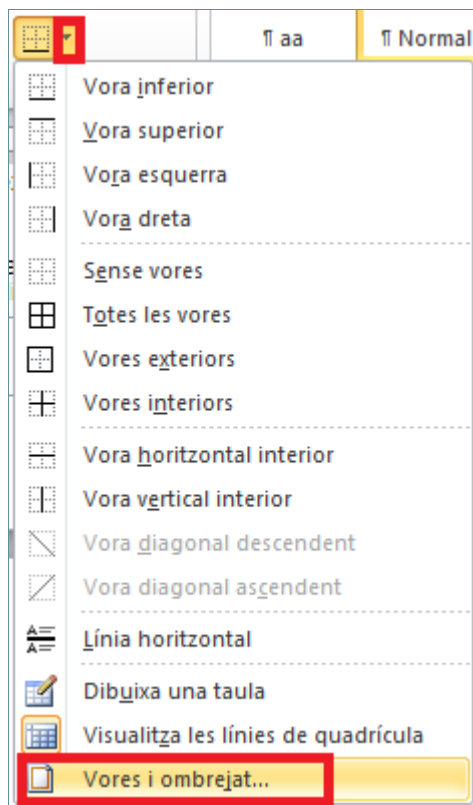 ¶ aa ¶ Normal
Vora inferior
Vora superior
Vora esquerra
Vora dreta
Sense vores
Totes les vores
Vores exteriors
Vores interiors
Vora horitzontal interior
Vora vertical interior
Vora diagonal descendent
Vora diagonal ascendent
Línia horitzontal
Dibuixa una taula
Visualitza les línies de quadrícula
Vores i ombrejat...